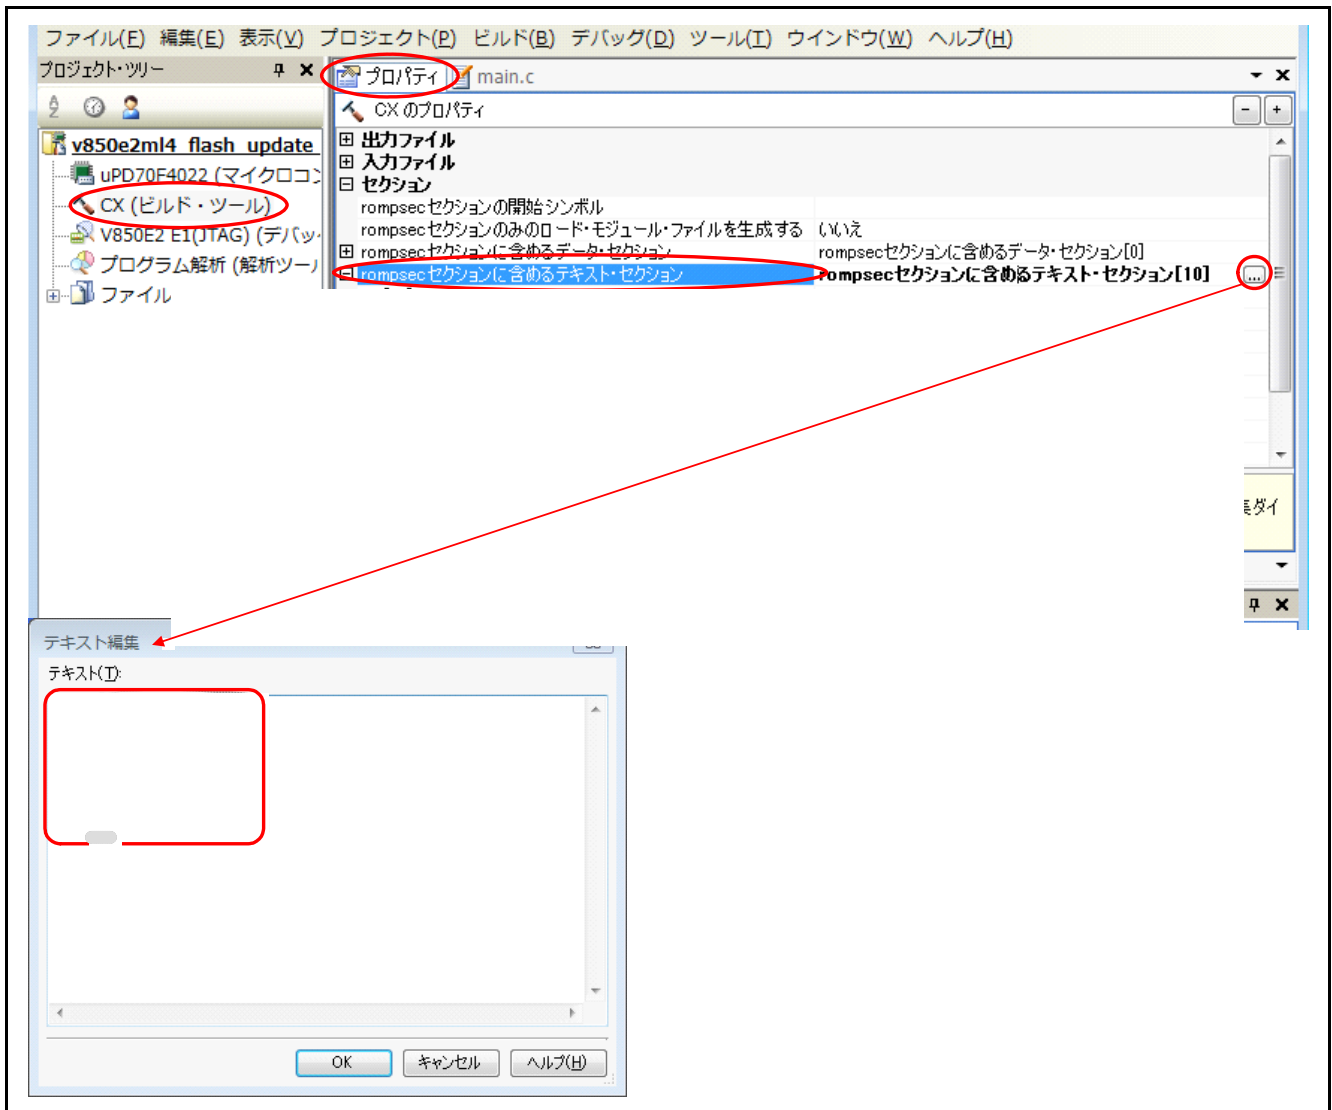 ファイル(F) 編集(E) 表示(V) プロジェクト(P) ビルド(B) デバッグ(D) ツール(T) ウインドウ(W) ヘルプ(H)
プロジェクト・ツリー
プロパティ
main.c
CX のプロパティ
v850e2ml4_flash_update_
uPD70F4022 (マイクロコン
CX (ビルド・ツール)
V850E2 E1(JTAG) (デバッ
プログラム解析 (解析ツー
ファイル
出力ファイル
入力ファイル
セクション
rompsecセクションの開始シンボル
rompsecセクションのみのロード・モジュール・ファイルを生成する いいえ
rompsecセクションに含めるデータ・セクション rompsecセクションに含めるデータ・セクション[0]
rompsecセクションに含めるテキスト・セクション rompsecセクションに含めるテキスト・セクション[10]
...
集ダイ
テキスト編集
テキスト(T):
OK キャンセル ヘルプ(H)